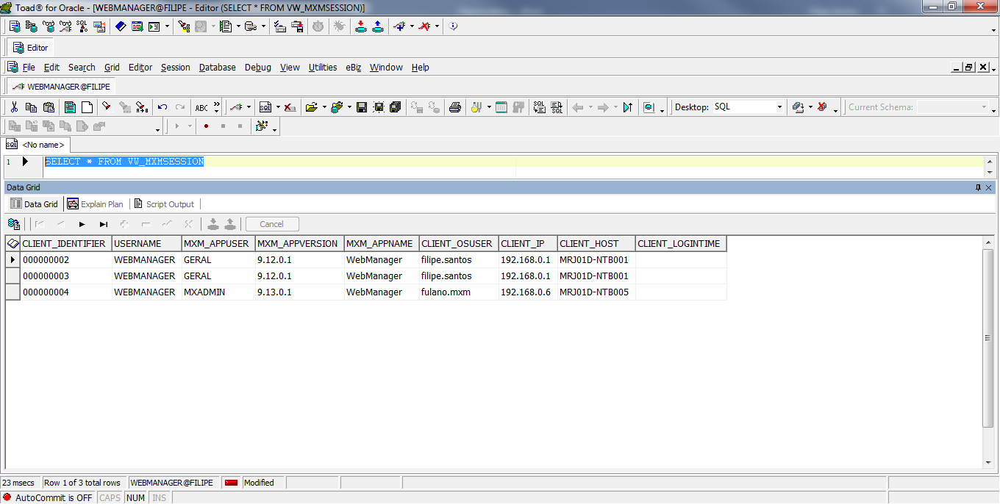 Toad® for Oracle - [WEBMANAGER@FILIPE - Editor (SELECT * FROM VW_MXMSESSION)]
Editor
File Edit Search Grid Editor Session Database Debug View Utilities eBiz Window Help
WEBMANAGER@FILIPE
ABC Desktop: SQL Current Schema:
SQL <No name>
1 SELECT * FROM VW_MXMSESSION
Data Grid
Data Grid Explain Plan Script Output
Cancel
CLIENT_IDENTIFIER USERNAME MXM_APPUSER MXM_APPVERSION MXM_APPNAME CLIENT_OSUSER CLIENT_IP CLIENT_HOST CLIENT_LOGINTIME
000000002 WEBMANAGER GERAL 9.12.0.1 WebManager filipe.santos 192.168.0.1 MRJ01D-NTB001
000000003 WEBMANAGER GERAL 9.12.0.1 WebManager filipe.santos 192.168.0.1 MRJ01D-NTB001
000000004 WEBMANAGER MXADMIN 9.13.0.1 WebManager fulano.mxm 192.168.0.6 MRJ01D-NTB005
23 msecs Row 1 of 3 total rows WEBMANAGER@FILIPE Modified
AutoCommit is OFF CAPS NUM INS